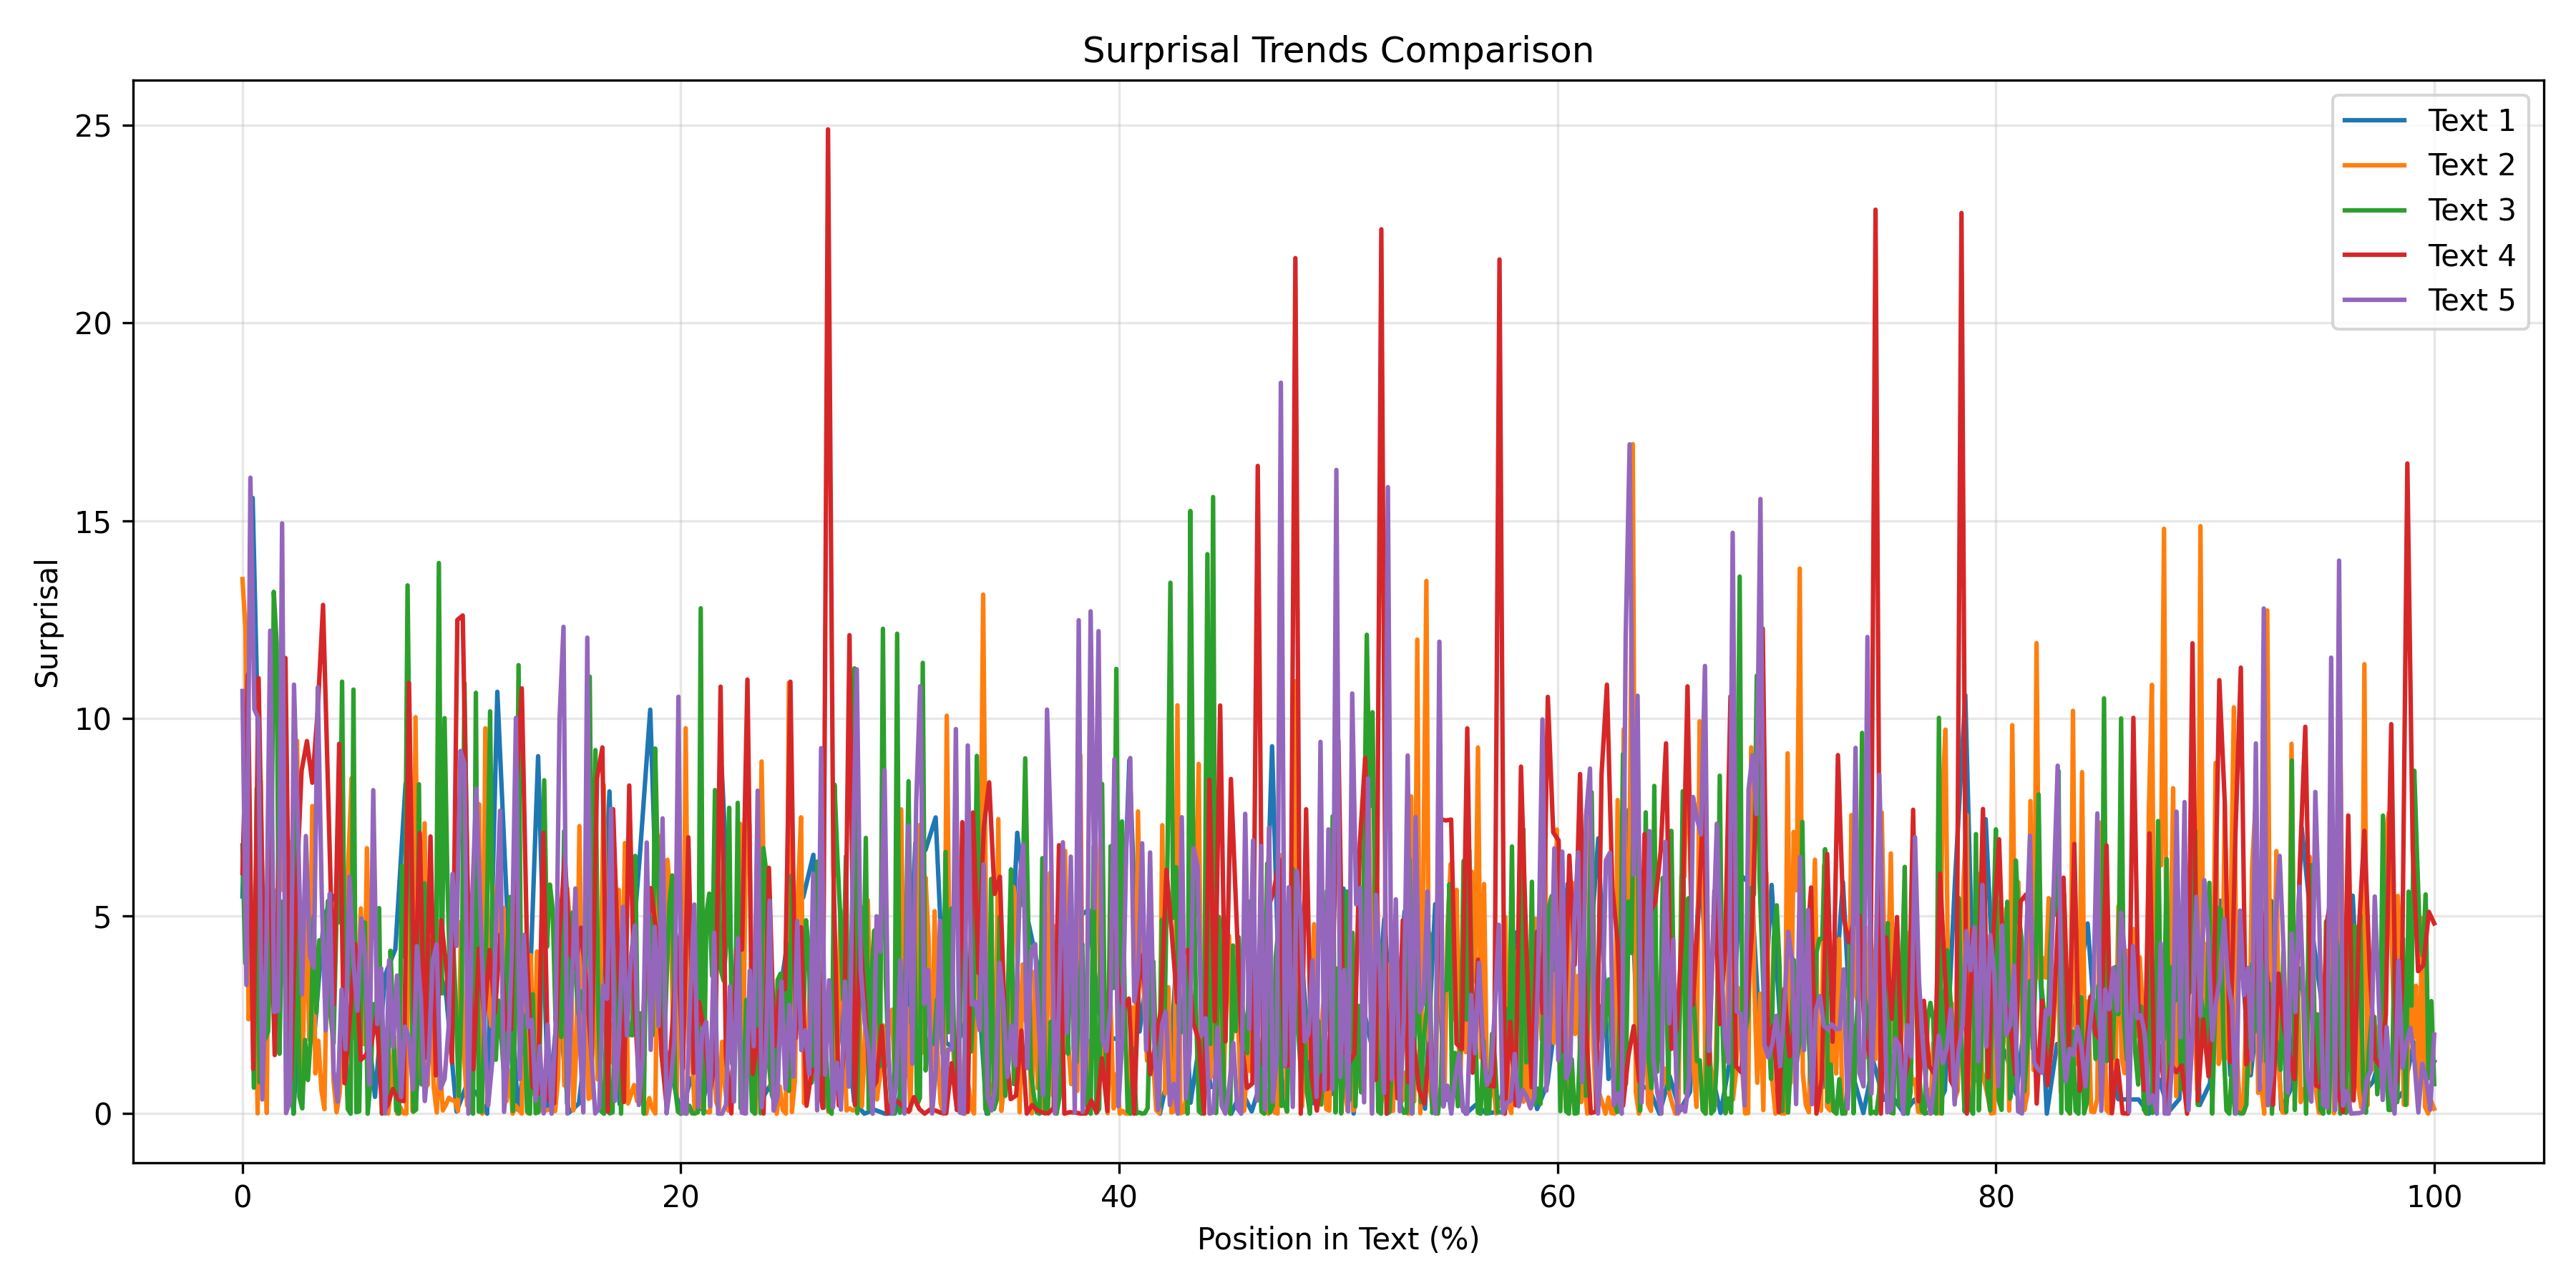 Surprisal Trends Comparison
25
20
15
10
5
0
Surprisal
0 20 40 60 80 100
Position in Text (%)
Text 1
Text 2
Text 3
Text 4
Text 5